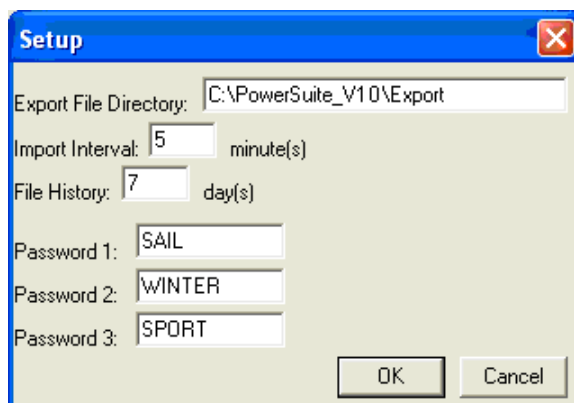 Setup
Export File Directory: C:\PowerSuite_V10\Export
Import Interval: 5 minute(s)
File History: 7 day(s)
Password 1: SAIL
Password 2: WINTER
Password 3: SPORT
OK Cancel